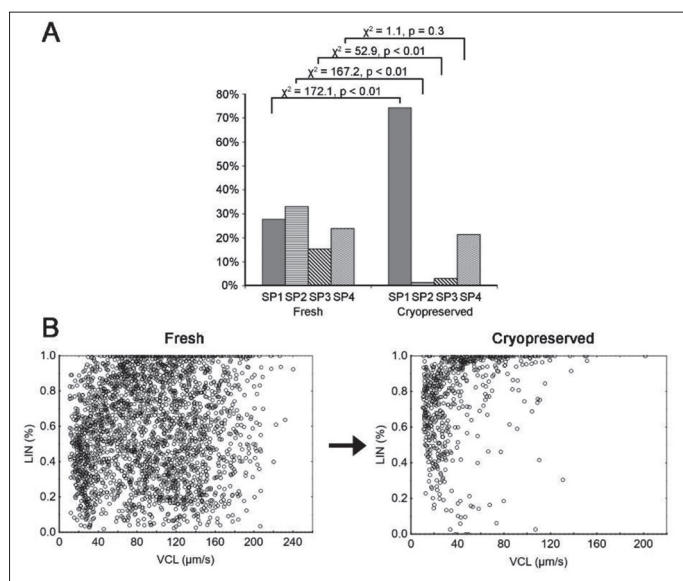 A
χ² = 1.1, p = 0.3
χ² = 52.9, p < 0.01
χ² = 167.2, p < 0.01
χ² = 172.1, p < 0.01
80%
70%
60%
50%
40%
30%
20%
10%
0%
SP1 SP2 SP3 SP4 SP1 SP2 SP3 SP4
Fresh Cryopreserved
B
Fresh
1.0
0.8
0.6
0.4
0.2
0.0
LIN (%)
0 40 80 120 160 200 240
VCL (µm/s)
Cryopreserved
1.0
0.8
0.6
0.4
0.2
0.0
LIN (%)
0 40 80 120 160 200
VCL (µm/s)